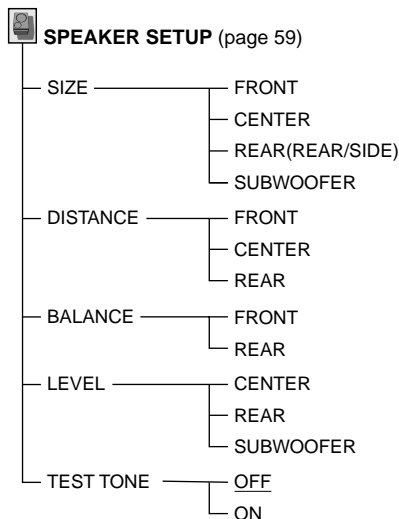 SPEAKER SETUP (page 59)
SIZE FRONT
CENTER
REAR(REAR/SIDE)
SUBWOOFER
DISTANCE FRONT
CENTER
REAR
BALANCE FRONT
REAR
LEVEL CENTER
REAR
SUBWOOFER
TEST TONE OFF
ON